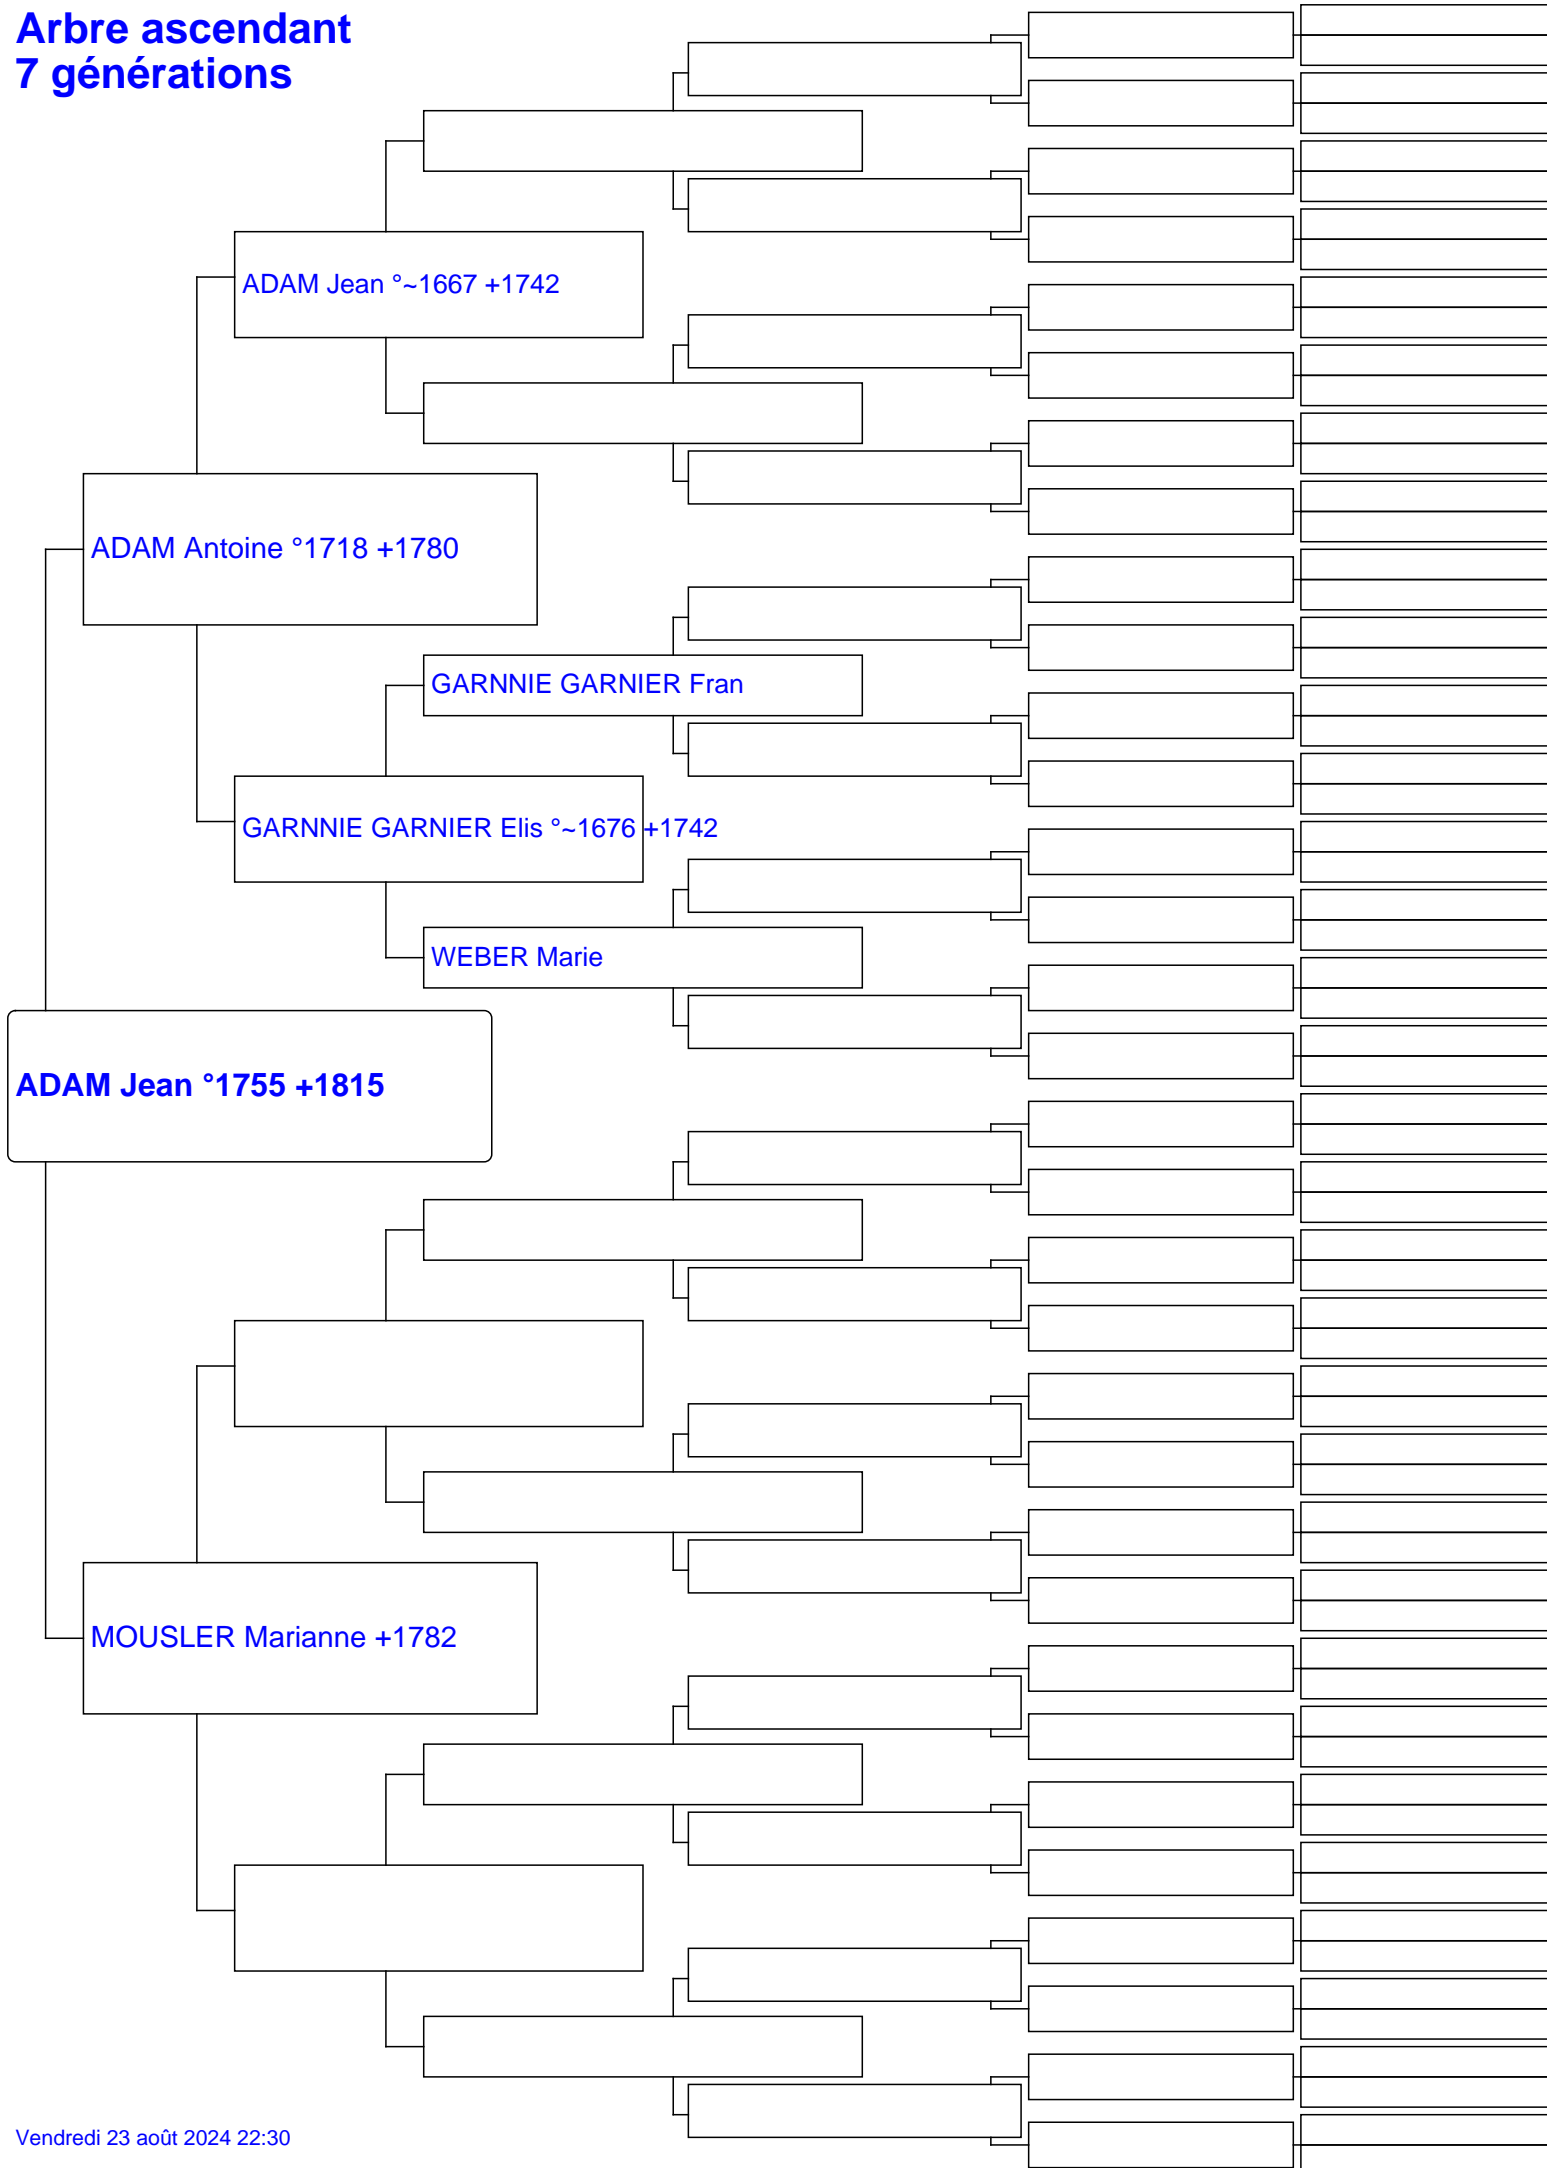 Arbre ascendant
7 générations
ADAM Jean °~1667 +1742
ADAM Antoine °1718 +1780
GARNNIE GARNIER Fran
GARNNIE GARNIER Elis °~1676 +1742
WEBER Marie
ADAM Jean °1755 +1815
MOUSLER Marianne +1782
Vendredi 23 août 2024 22:30